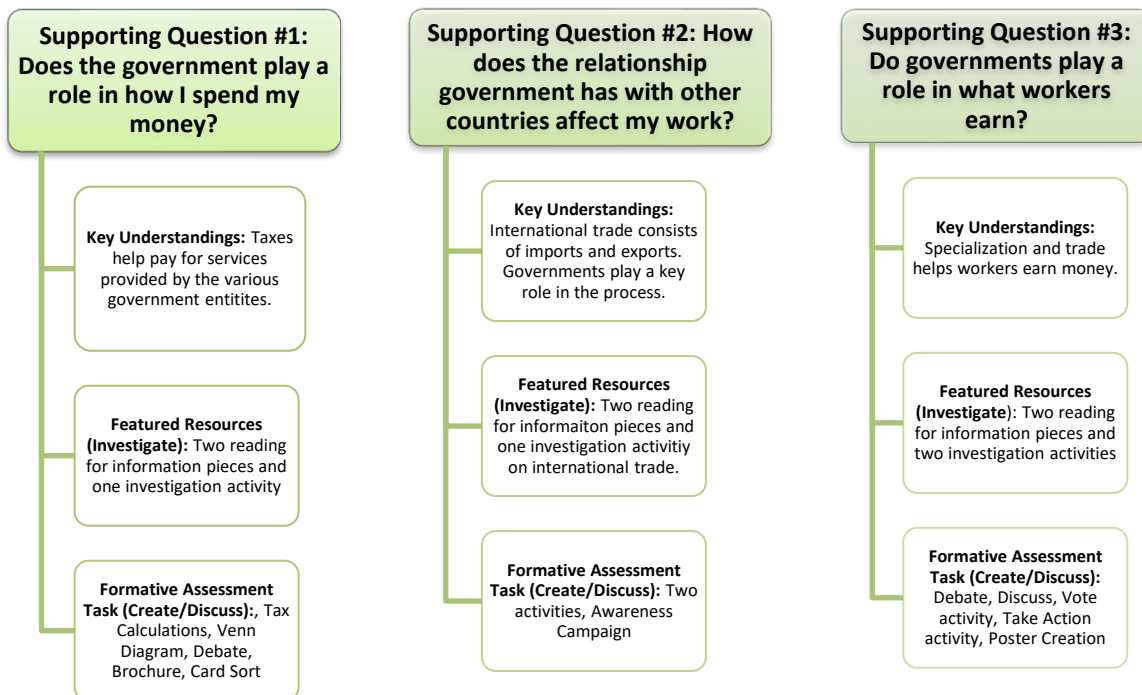 Supporting Question #1:
Does the government play a
role in how I spend my
money?
Key Understandings: Taxes
help pay for services
provided by the various
government entitites.
Featured Resources
(Investigate): Two reading
for information pieces and
one investigation activity
Formative Assessment
Task (Create/Discuss):, Tax
Calculations, Venn
Diagram, Debate,
Brochure, Card Sort
Supporting Question #2: How
does the relationship
government has with other
countries affect my work?
Key Understandings:
International trade consists
of imports and exports.
Governments play a key
role in the process.
Featured Resources
(Investigate): Two reading
for informaiton pieces and
one investigation activitiy
on international trade.
Formative Assessment
Task (Create/Discuss): Two
activities, Awareness
Campaign
Supporting Question #3:
Do governments play a
role in what workers
earn?
Key Understandings:
Specialization and trade
helps workers earn money.
Featured Resources
(Investigate): Two reading
for information pieces and
two investigation activities
Formative Assessment
Task (Create/Discuss):
Debate, Discuss, Vote
activity, Take Action
activity, Poster Creation